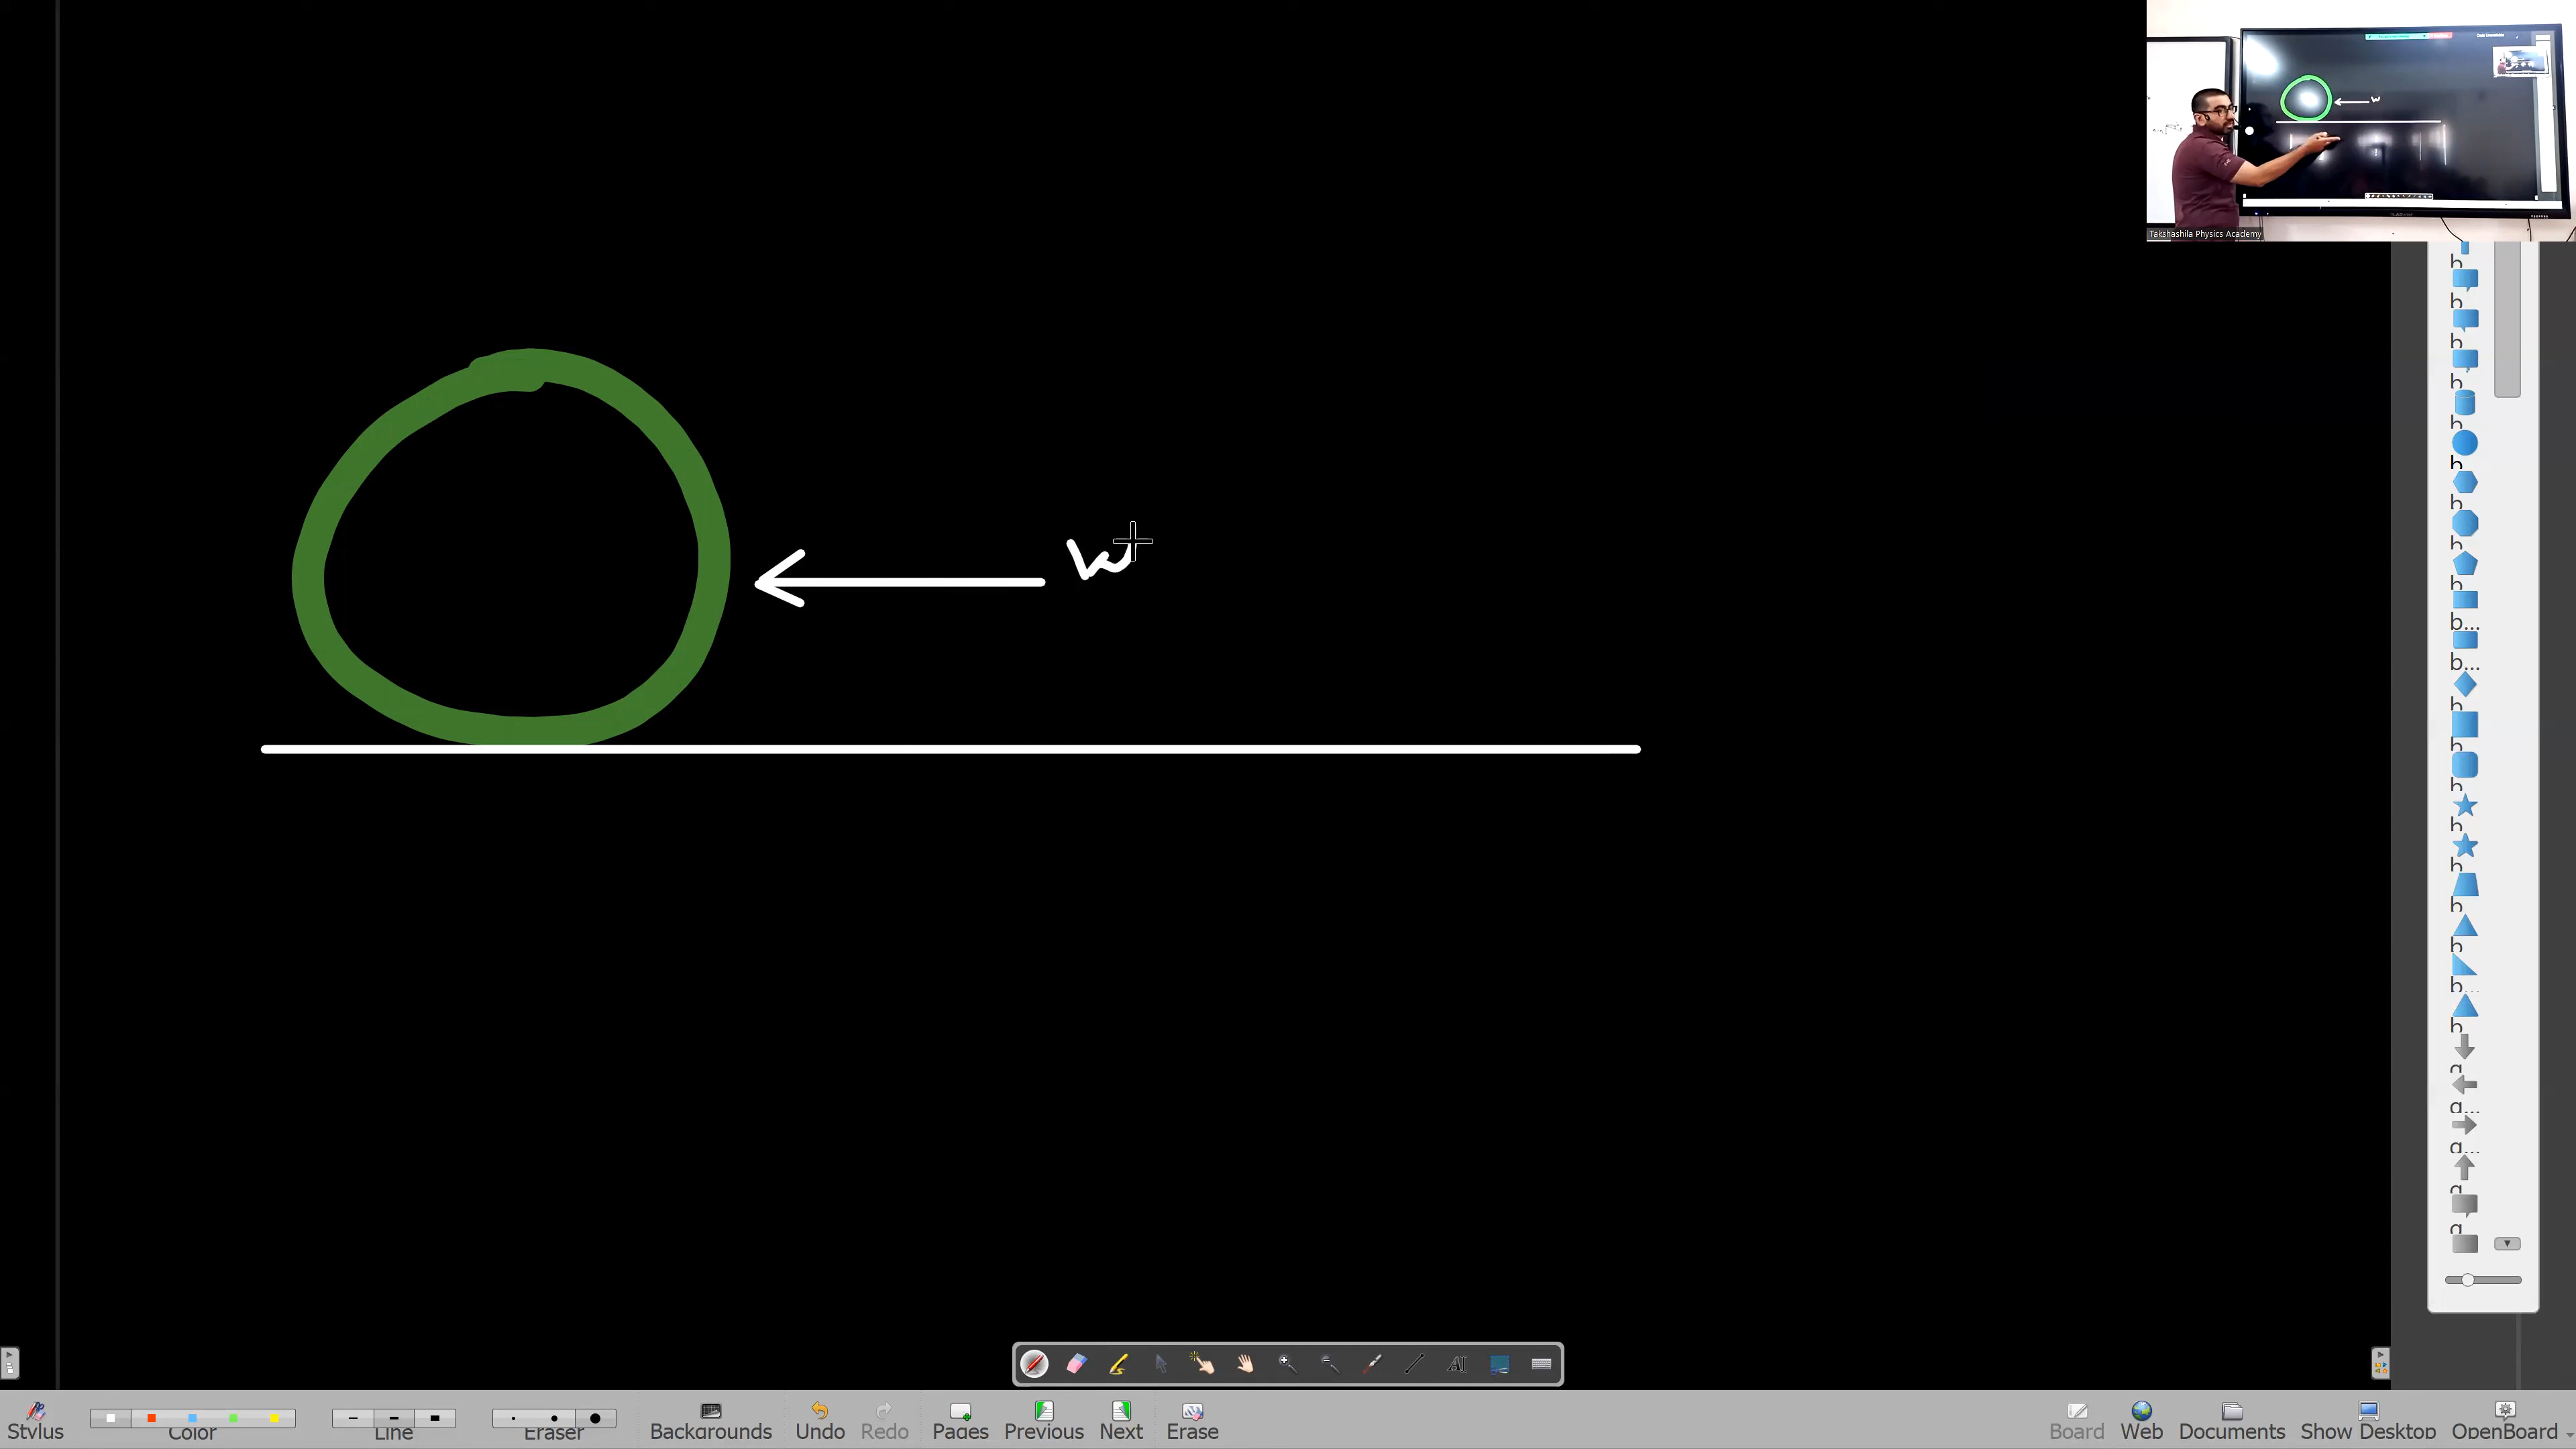 Takshashila Physics Academy
w
b
b
b
b
b
b
b
b
b
b...
b...
b
b
b
b
b
b
b
b...
b
a
a...
a...
a
a
Stylus
Color
Line
Eraser
Backgrounds
Undo
Redo
Pages
Previous
Next
Erase
Board
Web
Documents
Show Desktop
OpenBoard